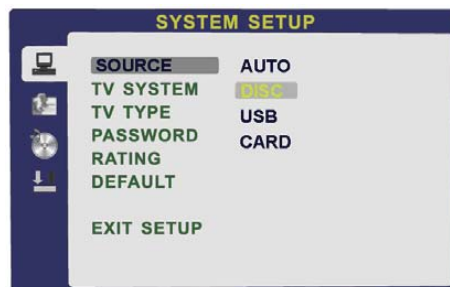 SYSTEM SETUP
SOURCE
TV SYSTEM
TV TYPE
PASSWORD
RATING
DEFAULT
EXIT SETUP
AUTO
DISC
USB
CARD